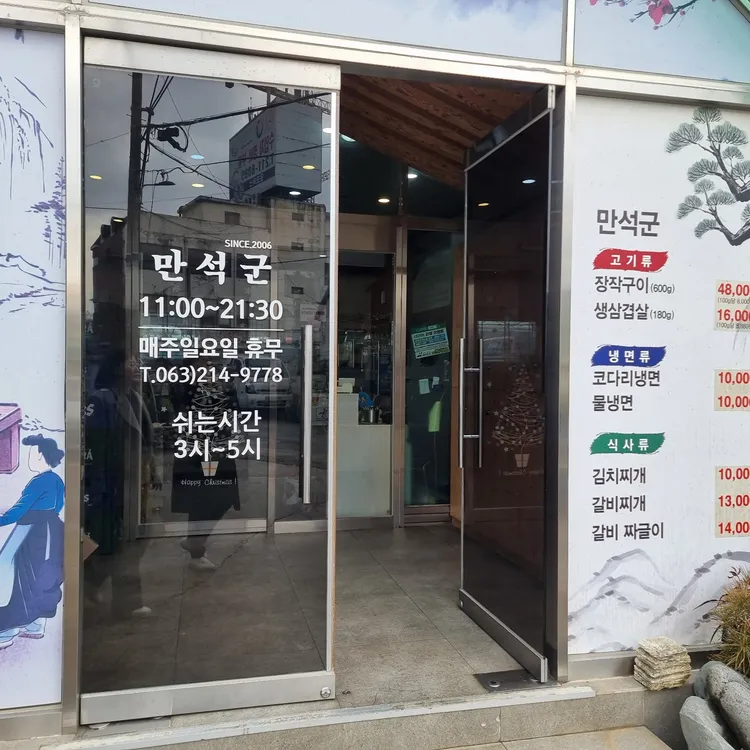 SINCE.2006
만석군
11:00~21:30
매주일요일 휴무
T.063)214-9778
쉬는시간
3시~5시
Happy Christmas!
만석군
고기류
장작구이(600g) 48,00
생삼겹살(180g) 16,00
냉면류
코다리냉면 10,00
물냉면 10,00
식사류
김치찌개 10,00
갈비찌개 13,00
갈비 짜글이 14,00